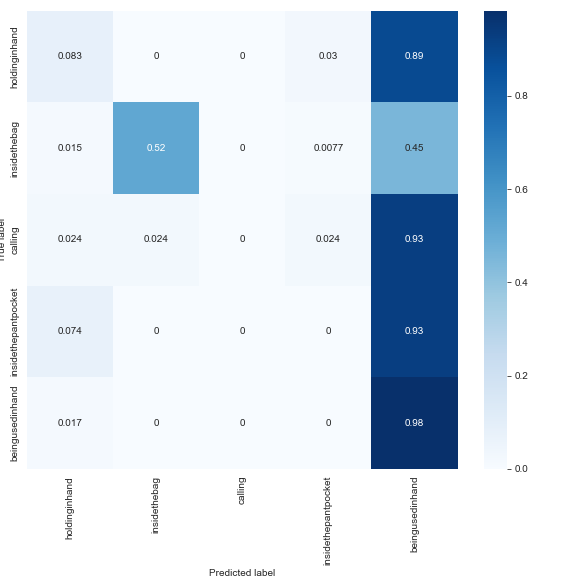 holdinginhand
0.083 0 0 0.03 0.89
insidethebag
0.015 0.52 0 0.0077 0.45
True label
calling
0.024 0.024 0 0.024 0.93
insidethepantpocket
0.074 0 0 0 0.93
beingusedinhand
0.017 0 0 0 0.98
0.8
0.6
0.4
0.2
0.0
holdinginhand insidethebag calling insidethepantpocket beingusedinhand
Predicted label